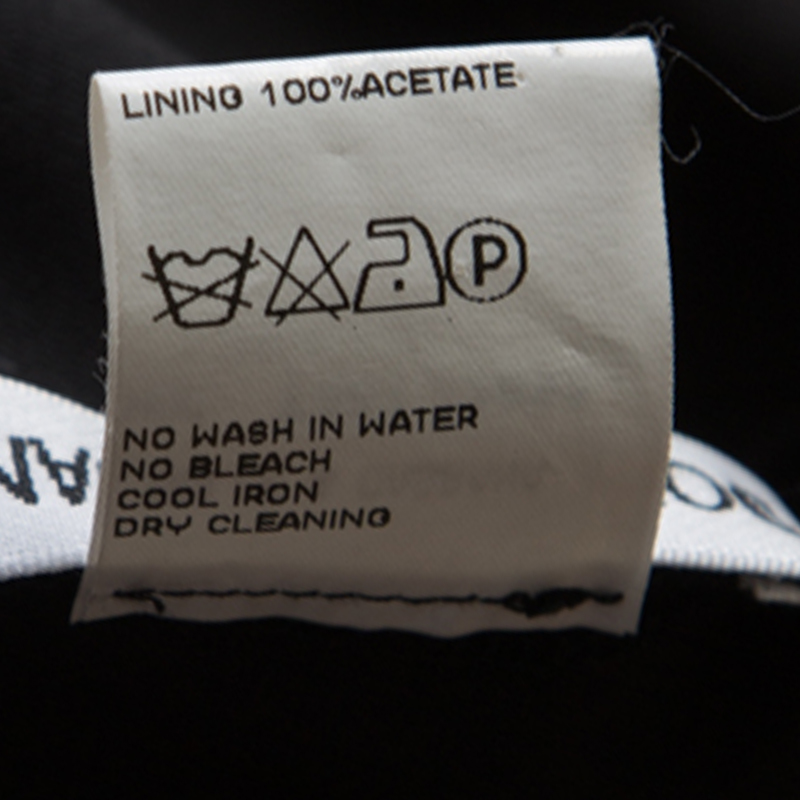 LINING 100%ACETATE
P
NO WASH IN WATER
NO BLEACH
COOL IRON
DRY CLEANING